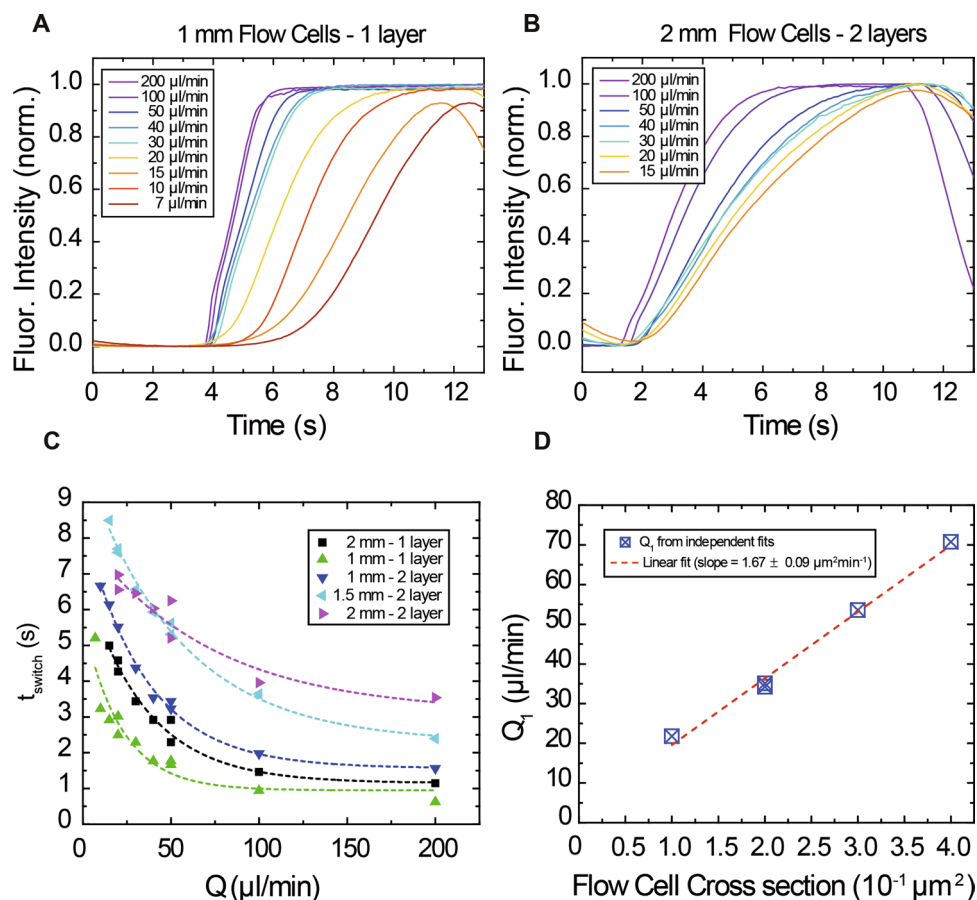 A
1 mm Flow Cells - 1 layer
Fluor. Intensity (norm.)
1.0
0.8
0.6
0.4
0.2
0.0
200 µl/min
100 µl/min
50 µl/min
40 µl/min
30 µl/min
20 µl/min
15 µl/min
10 µl/min
7 µl/min
0 2 4 6 8 10 12
Time (s)
B
2 mm Flow Cells - 2 layers
Fluor. Intensity (norm.)
1.0
0.8
0.6
0.4
0.2
0.0
200 µl/min
100 µl/min
50 µl/min
40 µl/min
30 µl/min
20 µl/min
15 µl/min
0 2 4 6 8 10 12
Time (s)
C
t switch (s)
9
8
7
6
5
4
3
2
1
0
2 mm - 1 layer
1 mm - 1 layer
1 mm - 2 layer
1.5 mm - 2 layer
2 mm - 2 layer
0 50 100 150 200
Q (µl/min)
D
Q1 (µl/min)
80
70
60
50
40
30
20
10
0
Q1 from independent fits
Linear fit (slope = 1.67 ± 0.09 µm²min⁻¹)
0.0 0.5 1.0 1.5 2.0 2.5 3.0 3.5 4.0
Flow Cell Cross section (10⁻¹ µm²)